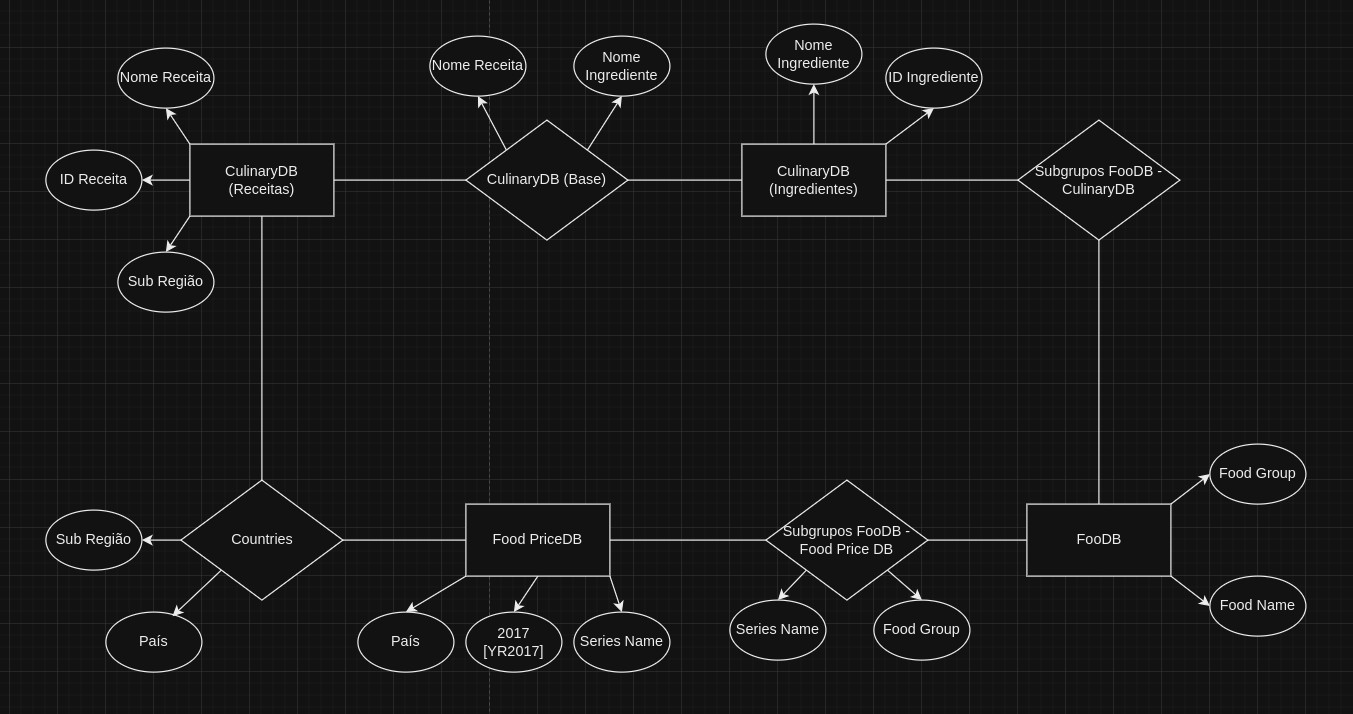 Nome Receita
Nome Receita
Nome
Ingrediente
Nome
Ingrediente
ID Ingrediente
ID Receita
CulinaryDB
(Receitas)
CulinaryDB (Base)
CulinaryDB
(Ingredientes)
Subgrupos FooDB -
CulinaryDB
Sub Região
Food Group
Sub Região
Countries
Food PriceDB
Subgrupos FooDB -
Food Price DB
FooDB
País
País
2017
[YR2017]
Series Name
Series Name
Food Group
Food Name